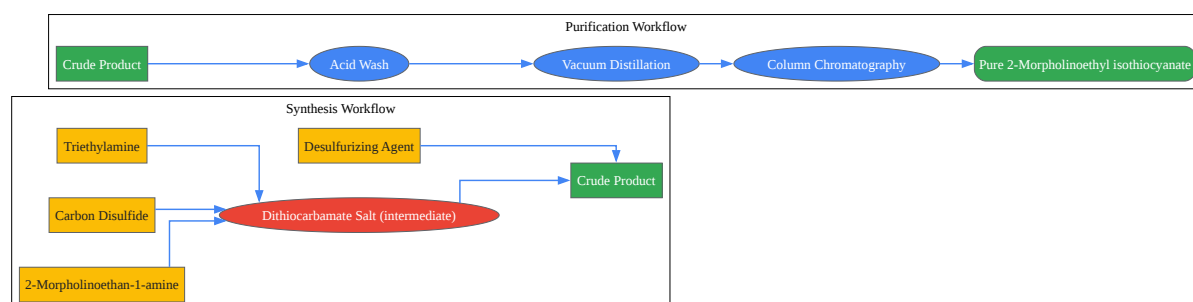 Purification Workflow
Crude Product
Acid Wash
Vacuum Distillation
Column Chromatography
Pure 2-Morpholinoethyl isothiocyanate
Synthesis Workflow
Triethylamine
Desulfurizing Agent
Crude Product
Carbon Disulfide
Dithiocarbamate Salt (intermediate)
2-Morpholinoethan-1-amine